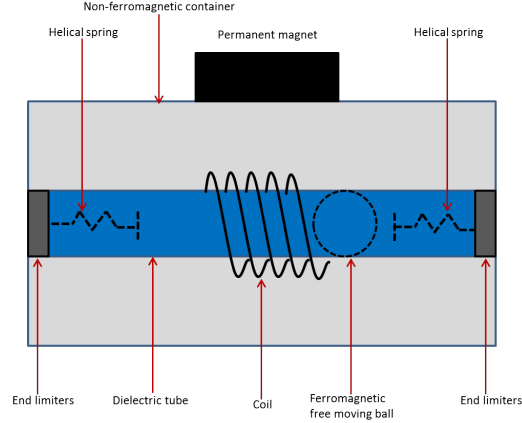 Non-ferromagnetic container
Helical spring
Permanent magnet
Helical spring
End limiters
Dielectric tube
Coil
Ferromagnetic
free moving ball
End limiters